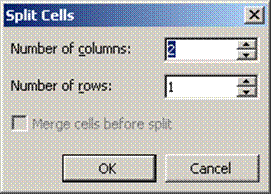 Split Cells
Number of columns: 2
Number of rows: 1
Merge cells before split
OK Cancel